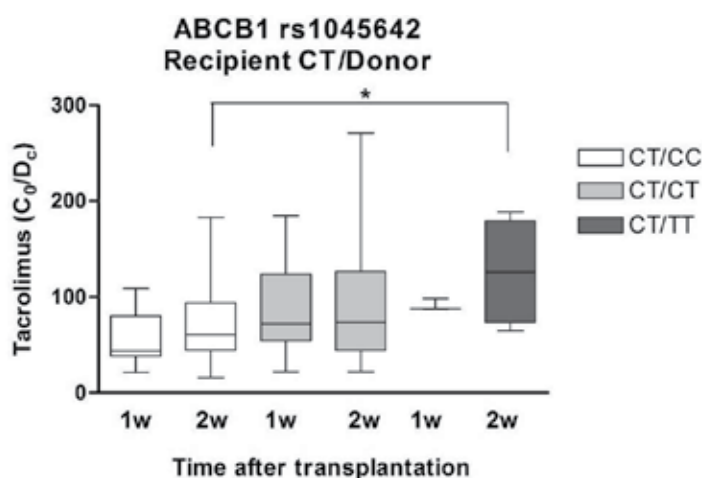 ABCB1 rs1045642
Recipient CT/Donor
300
*
CT/CC
CT/CT
CT/TT
200
100
0
Tacrolimus (C₀/D꜀)
1w 2w 1w 2w 1w 2w
Time after transplantation